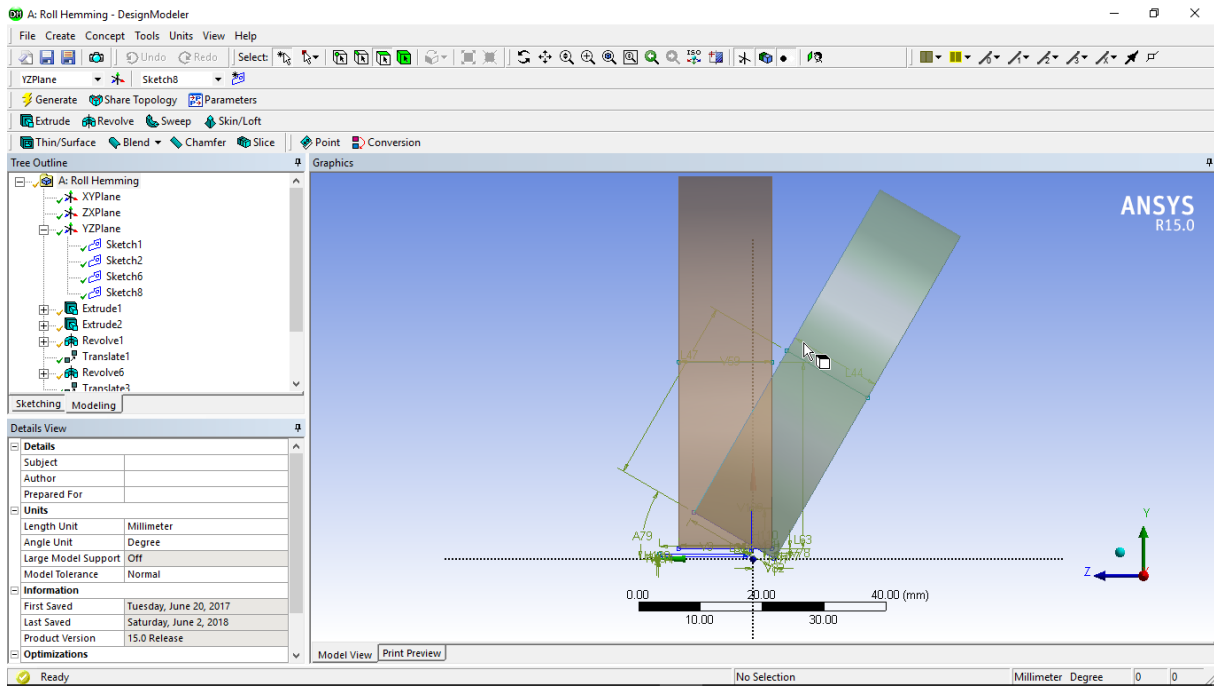 A: Roll Hemming - DesignModeler
File Create Concept Tools Units View Help
Undo Redo Select: ISO
YZPlane Sketch8
Generate Share Topology Parameters
Extrude Revolve Sweep Skin/Loft
Thin/Surface Blend Chamfer Slice Point Conversion
Tree Outline
A: Roll Hemming
XYPlane
ZXPlane
YZPlane
Sketch1
Sketch2
Sketch6
Sketch8
Extrude1
Extrude2
Revolve1
Translate1
Revolve6
Translate3
Sketching Modeling
Details View
Details
Subject
Author
Prepared For
Units
Length Unit Millimeter
Angle Unit Degree
Large Model Support Off
Model Tolerance Normal
Information
First Saved Tuesday, June 20, 2017
Last Saved Saturday, June 2, 2018
Product Version 15.0 Release
Optimizations
Graphics
ANSYS
R15.0
L47
L44
A79
L63
Y
Z
0.00 20.00 40.00 (mm)
10.00 30.00
Model View Print Preview
Ready No Selection Millimeter Degree 0 0